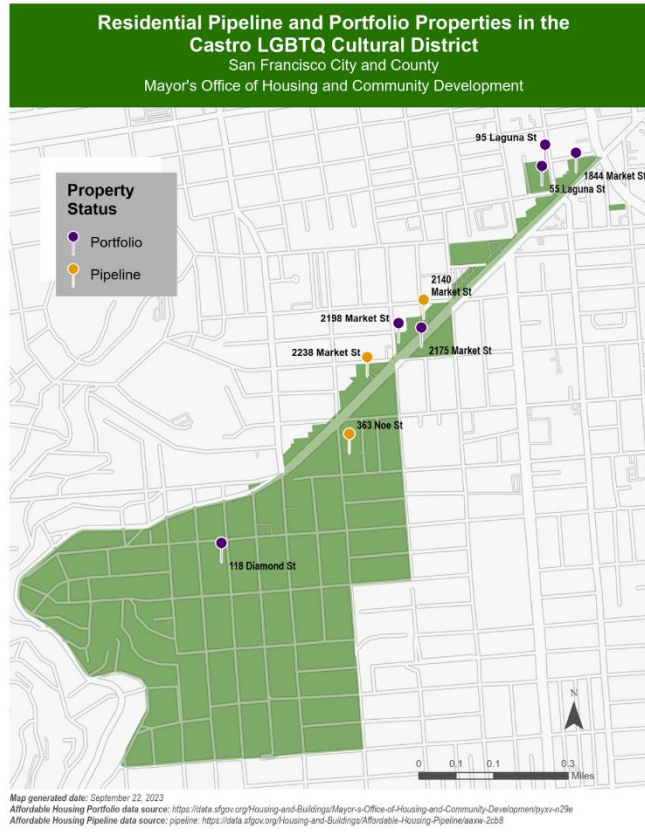 Residential Pipeline and Portfolio Properties in the
Castro LGBTQ Cultural District
San Francisco City and County
Mayor's Office of Housing and Community Development
95 Laguna St
1844 Market St
55 Laguna St
Property
Status
Portfolio
Pipeline
2140
Market St
2198 Market St
2175 Market St
2238 Market St
363 Noe St
118 Diamond St
N
0 0.1 0.1 0.3
Miles
Map generated date: September 22, 2023
Affordable Housing Portfolio data source: https://data.sfgov.org/Housing-and-Buildings/Mayor-s-Office-of-Housing-and-Community-Developmen/pyxv-n29e
Affordable Housing Pipeline data source: pipeline: https://data.sfgov.org/Housing-and-Buildings/Affordable-Housing-Pipeline/aaxw-2cb8